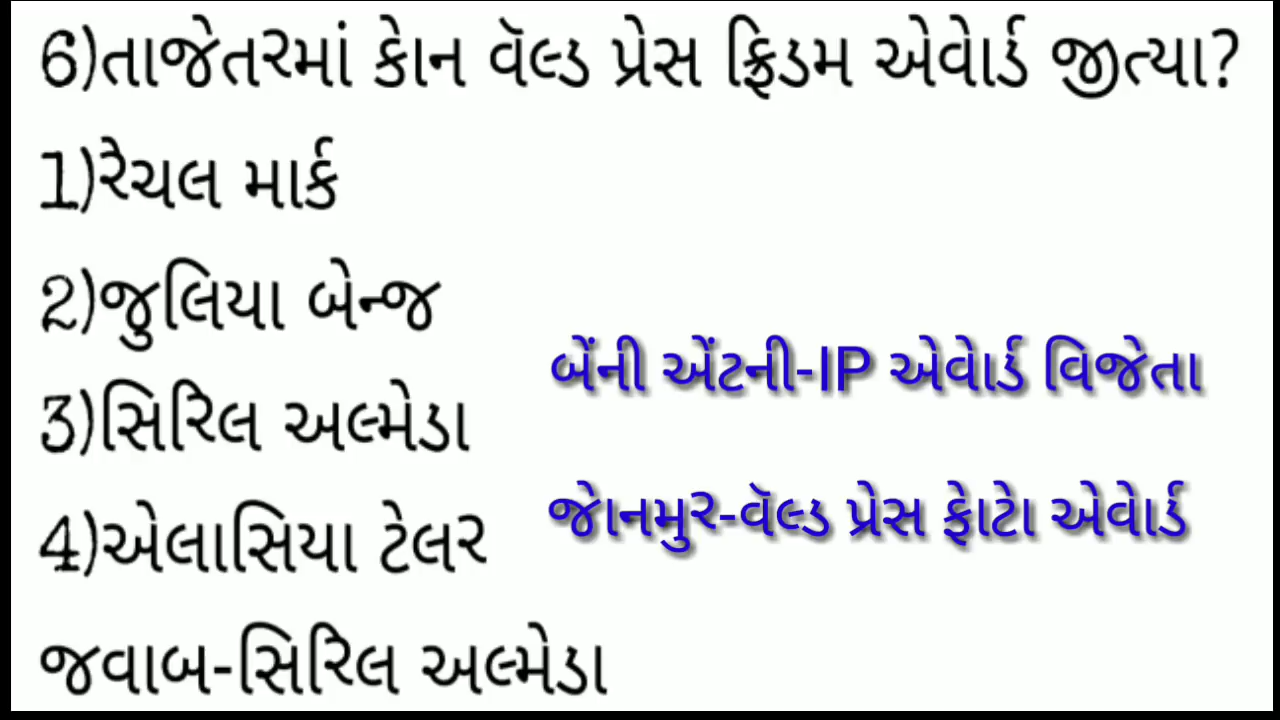 6)તાજેતરમાં કોન વૅલ્ડ પ્રેસ ફ્રિડમ એવોર્ડ જીત્યા?
1)રેચલ માર્ક
2)જુલિયા બેન્જ
3)સિરિલ અલ્મેડા
4)એલાસિયા ટેલર
બેંની એંટની-IP એવોર્ડ વિજેતા
જોનમુર-વૅલ્ડ પ્રેસ ફોટો એવોર્ડ
જવાબ-સિરિલ અલ્મેડા